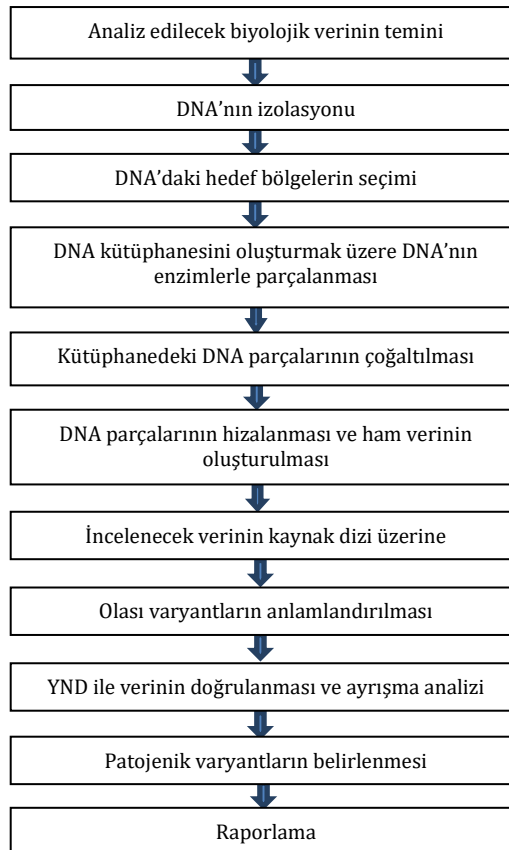 Analiz edilecek biyolojik verinin temini
DNA’nın izolasyonu
DNA’daki hedef bölgelerin seçimi
DNA kütüphanesini oluşturmak üzere DNA’nın
enzimlerle parçalanması
Kütüphanedeki DNA parçalarının çoğaltılması
DNA parçalarının hizalanması ve ham verinin
oluşturulması
İncelenecek verinin kaynak dizi üzerine
Olası varyantların anlamlandırılması
YND ile verinin doğrulanması ve ayrışma analizi
Patojenik varyantların belirlenmesi
Raporlama